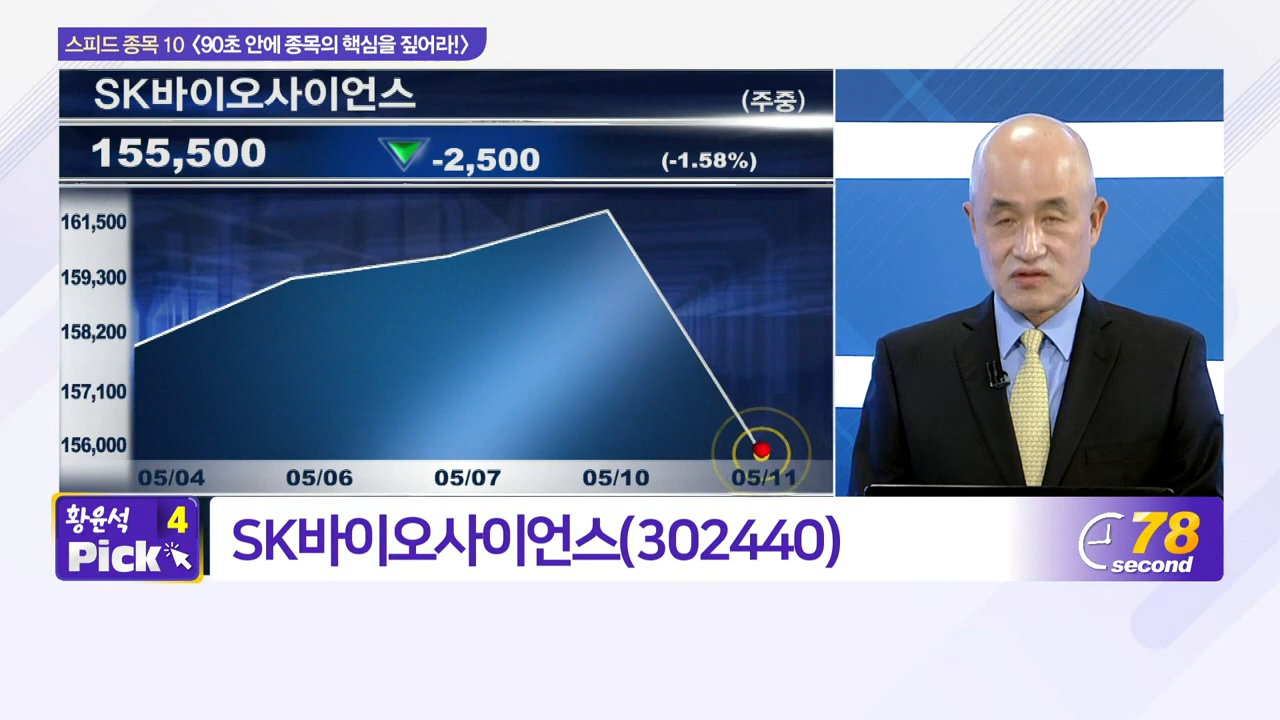 스피드 종목 10 <90초 안에 종목의 핵심을 짚어라!>
SK바이오사이언스 (주중)
155,500 -2,500 (-1.58%)
161,500
159,300
158,200
157,100
156,000
05/04 05/06 05/07 05/10 05/11
황윤석 4
Pick
SK바이오사이언스(302440)
78
second